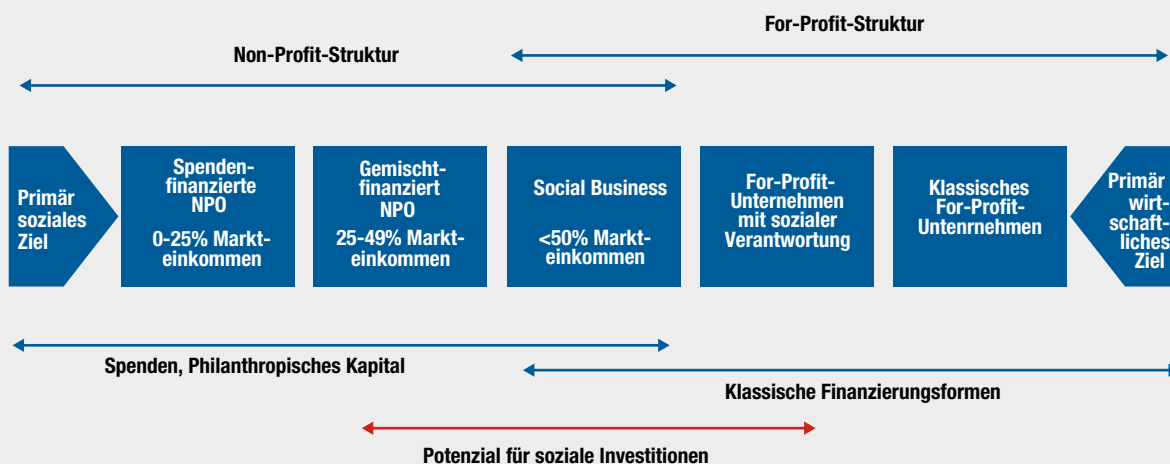 For-Profit-Struktur
Non-Profit-Struktur
Primär
soziales
Ziel
Spenden-
finanzierte
NPO
0-25% Markt-
einkommen
Gemischt-
finanziert
NPO
25-49% Markt-
einkommen
Social Business
<50% Markt-
einkommen
For-Profit-
Unternehmen
mit sozialer
Verantwortung
Klassisches
For-Profit-
Untenrnehmen
Primär
wirt-
schaft-
liches
Ziel
Spenden, Philanthropisches Kapital
Klassische Finanzierungsformen
Potenzial für soziale Investitionen